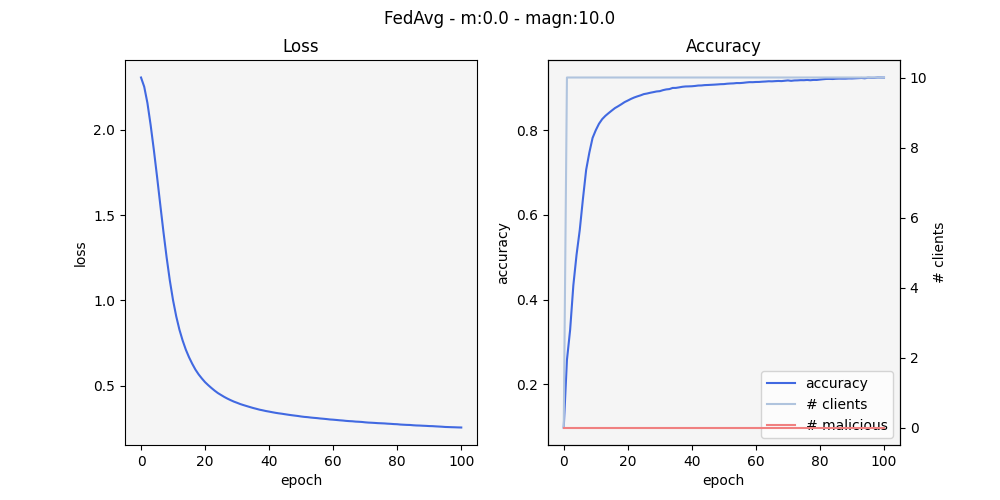 FedAvg - m:0.0 - magn:10.0
Loss
2.0
1.5
1.0
0.5
loss
0 20 40 60 80 100
epoch
Accuracy
0.8
0.6
0.4
0.2
accuracy
10
8
6
4
2
0
# clients
accuracy
# clients
# malicious
0 20 40 60 80 100
epoch